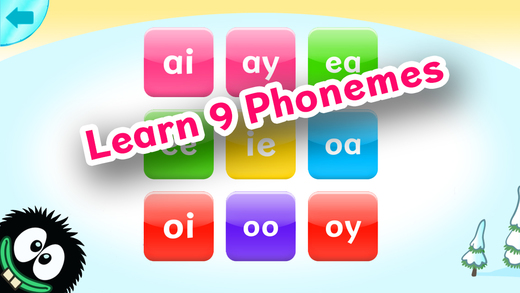 ai ay ea
Learn 9 Phonemes
ee ie oa
oi oo oy